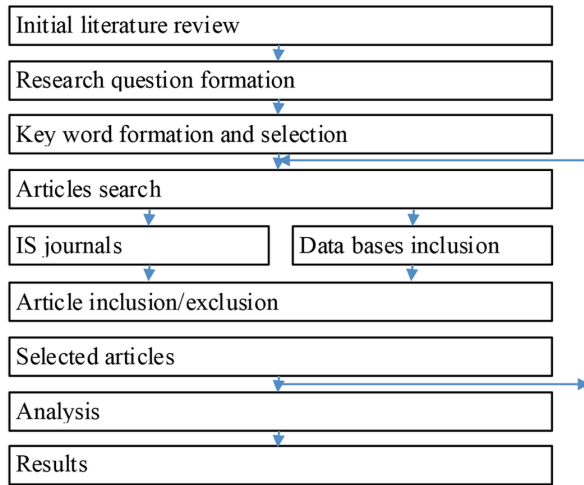 Initial literature review
Research question formation
Key word formation and selection
Articles search
IS journals
Data bases inclusion
Article inclusion/exclusion
Selected articles
Analysis
Results